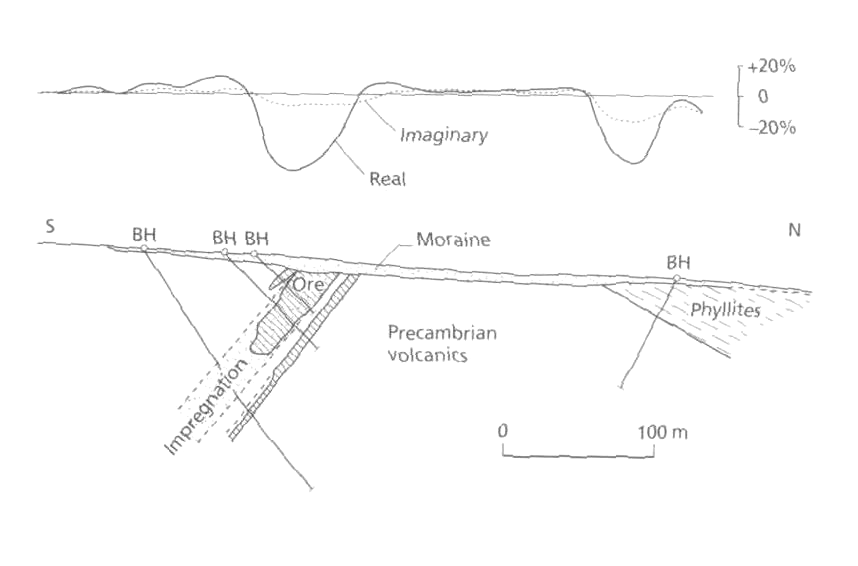 +20%
0
−20%
Imaginary
Real
S
N
BH
BH BH
BH
Moraine
Ore
Phyllites
Precambrian
volcanics
Impregnation
0
100 m